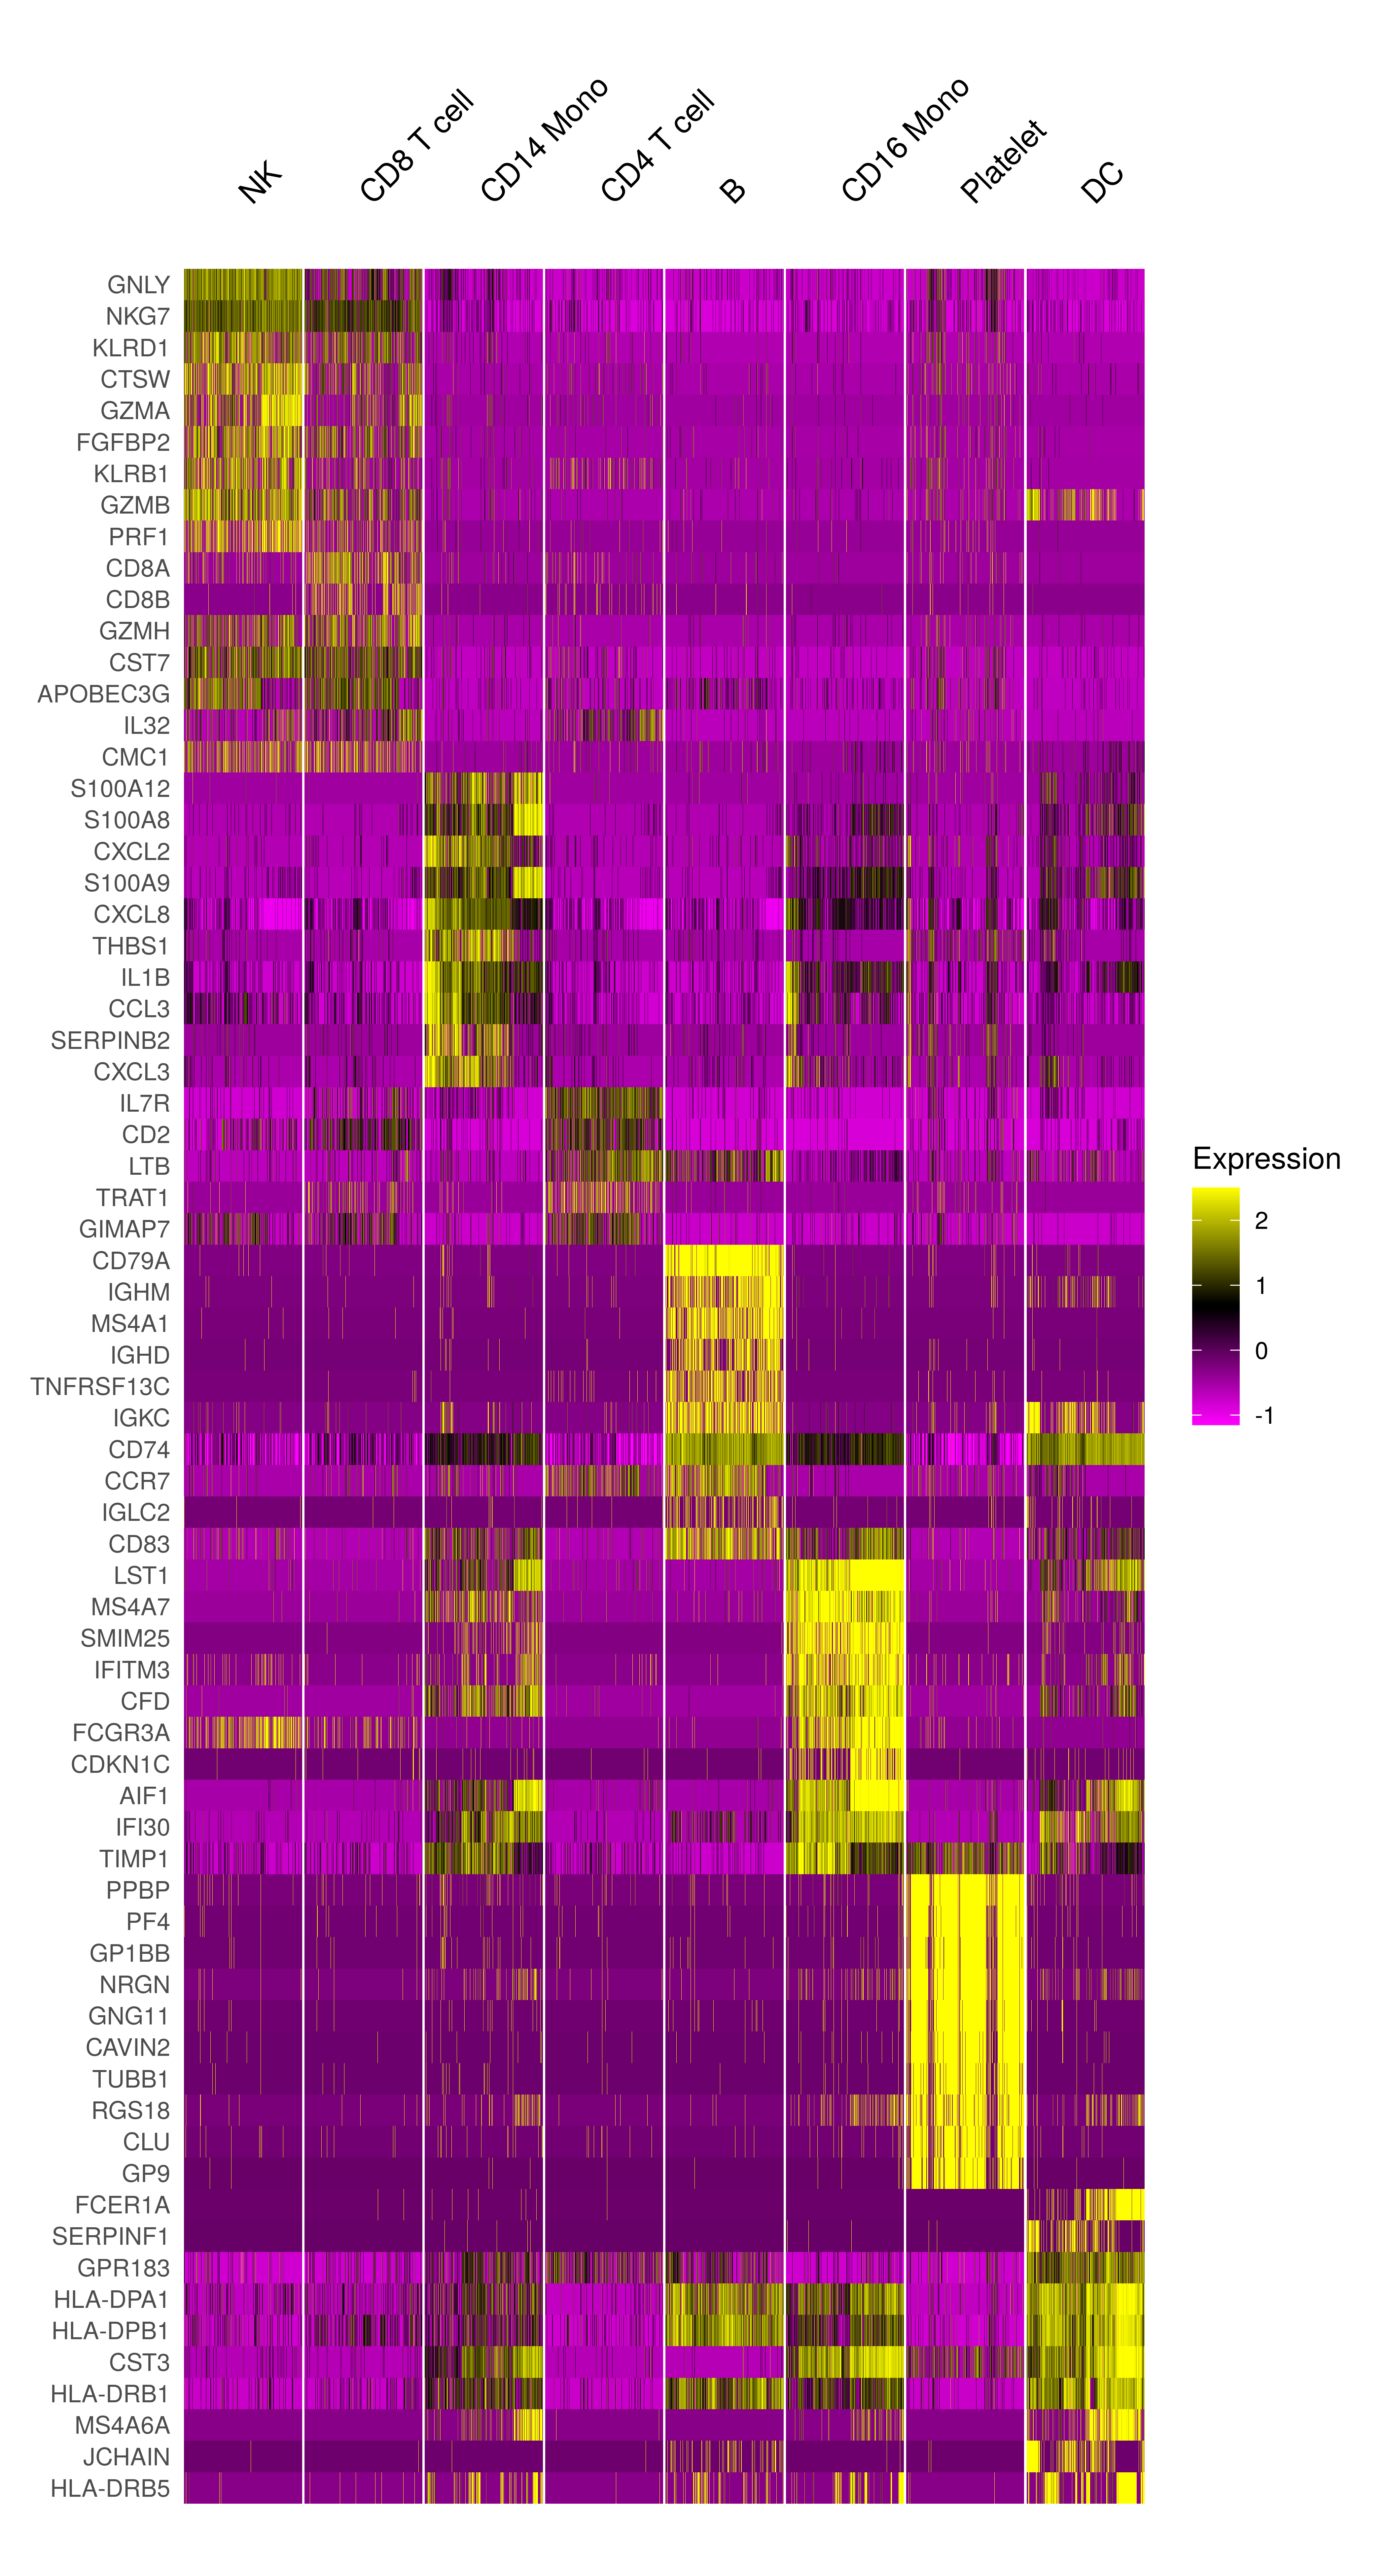 NK
CD8 T cell
CD14 Mono
CD4 T cell
B
CD16 Mono
Platelet
DC
GNLY
NKG7
KLRD1
CTSW
GZMA
FGFBP2
KLRB1
GZMB
PRF1
CD8A
CD8B
GZMH
CST7
APOBEC3G
IL32
CMC1
S100A12
S100A8
CXCL2
S100A9
CXCL8
THBS1
IL1B
CCL3
SERPINB2
CXCL3
IL7R
CD2
LTB
TRAT1
GIMAP7
CD79A
IGHM
MS4A1
IGHD
TNFRSF13C
IGKC
CD74
CCR7
IGLC2
CD83
LST1
MS4A7
SMIM25
IFITM3
CFD
FCGR3A
CDKN1C
AIF1
IFI30
TIMP1
PPBP
PF4
GP1BB
NRGN
GNG11
CAVIN2
TUBB1
RGS18
CLU
GP9
FCER1A
SERPINF1
GPR183
HLA-DPA1
HLA-DPB1
CST3
HLA-DRB1
MS4A6A
JCHAIN
HLA-DRB5
Expression
2
1
0
-1